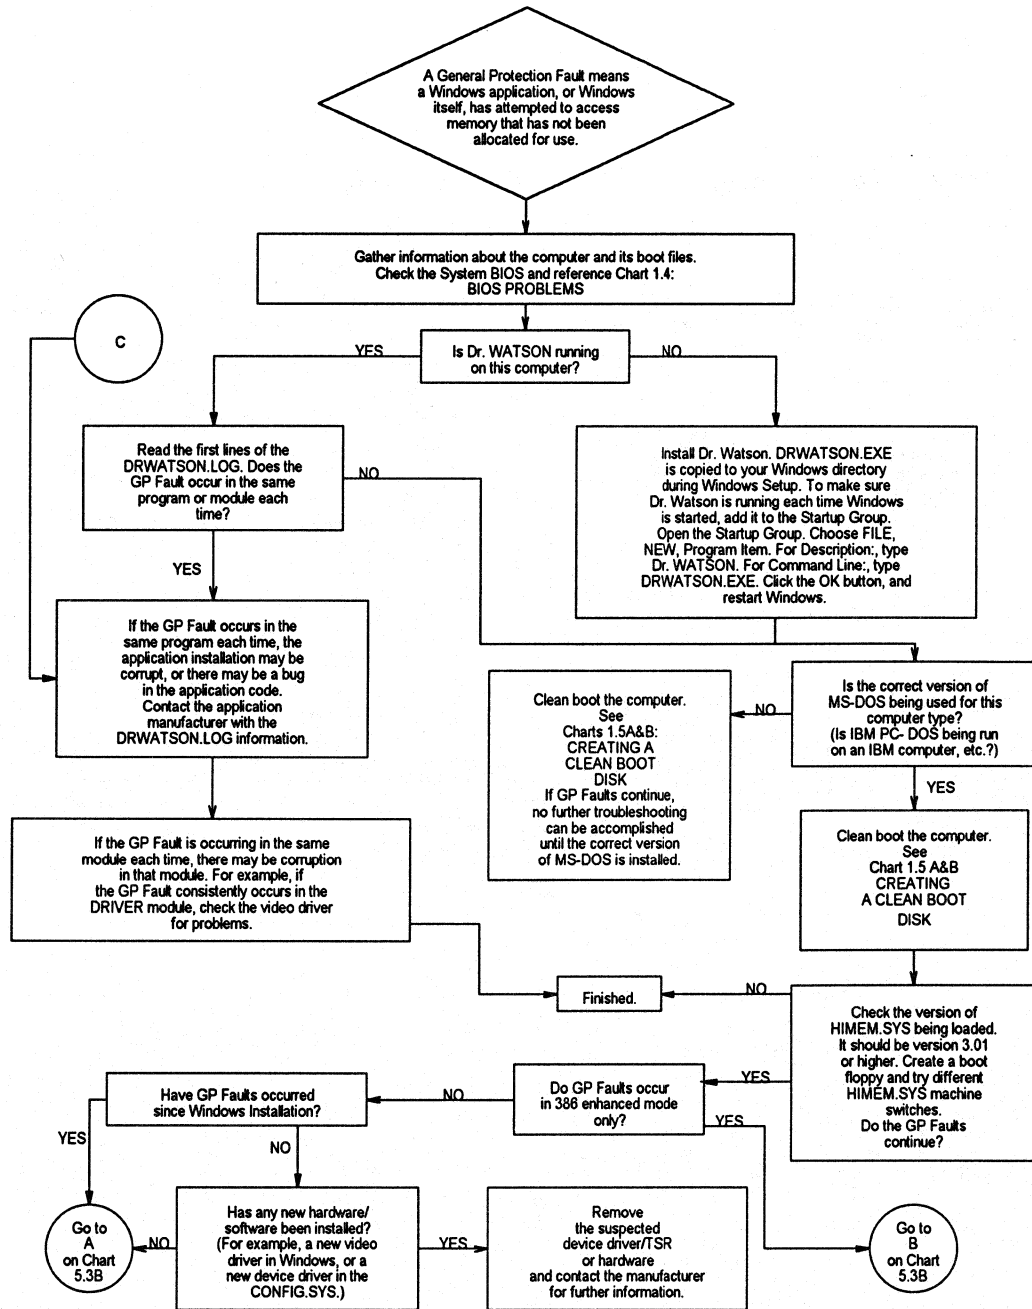 A General Protection Fault means
a Windows application, or Windows
itself, has attempted to access
memory that has not been
allocated for use.
Gather information about the computer and its boot files.
Check the System BIOS and reference Chart 1.4:
BIOS PROBLEMS
C
YES
Is Dr. WATSON running
on this computer?
NO
Read the first lines of the
DRWATSON.LOG. Does the
GP Fault occur in the same
program or module each
time?
NO
Install Dr. Watson. DRWATSON.EXE
is copied to your Windows directory
during Windows Setup. To make sure
Dr. Watson is running each time Windows
is started, add it to the Startup Group.
Open the Startup Group. Choose FILE,
NEW, Program Item. For Description:, type
Dr. WATSON. For Command Line:, type
DRWATSON.EXE. Click the OK button, and
restart Windows.
YES
If the GP Fault occurs in the
same program each time, the
application installation may be
corrupt, or there may be a bug
in the application code.
Contact the application
manufacturer with the
DRWATSON.LOG information.
Clean boot the computer.
See
Charts 1.5A&B:
CREATING A
CLEAN BOOT
DISK
If GP Faults continue,
no further troubleshooting
can be accomplished
until the correct version
of MS-DOS is installed.
NO
Is the correct version of
MS-DOS being used for this
computer type?
(Is IBM PC- DOS being run
on an IBM computer, etc.?)
YES
Clean boot the computer.
See
Chart 1.5 A&B
CREATING
A CLEAN BOOT
DISK
If the GP Fault is occurring in the same
module each time, there may be corruption
in that module. For example, if
the GP Fault consistently occurs in the
DRIVER module, check the video driver
for problems.
Finished.
NO
Check the version of
HIMEM.SYS being loaded.
It should be version 3.01
or higher. Create a boot
floppy and try different
HIMEM.SYS machine
switches.
Do the GP Faults
continue?
YES
Do GP Faults occur
in 386 enhanced mode
only?
YES
NO
Have GP Faults occurred
since Windows Installation?
YES
NO
Go to
A
on Chart
5.3B
NO
Has any new hardware/
software been installed?
(For example, a new video
driver in Windows, or a
new device driver in the
CONFIG.SYS.)
YES
Remove
the suspected
device driver/TSR
or hardware
and contact the manufacturer
for further information.
Go to
B
on Chart
5.3B